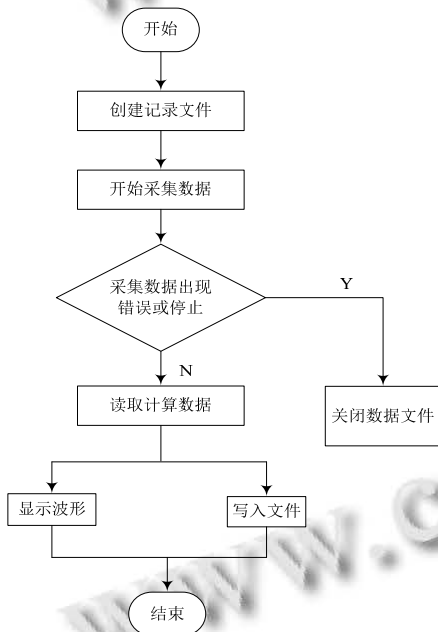 开始
创建记录文件
开始采集数据
采集数据出现
错误或停止
Y
N
读取计算数据
关闭数据文件
显示波形
写入文件
结束
www.c